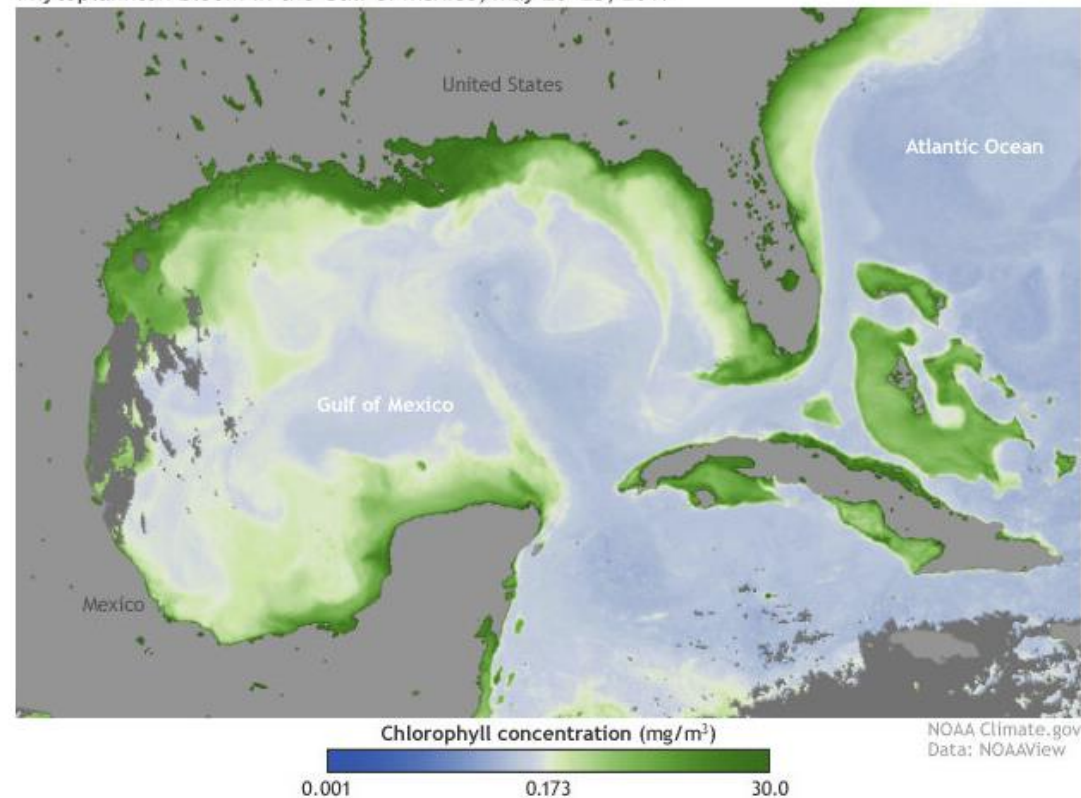 United States
Atlantic Ocean
Gulf of Mexico
Mexico
Chlorophyll concentration (mg/m³)
0.001 0.173 30.0
NOAA Climate.gov
Data: NOAAView